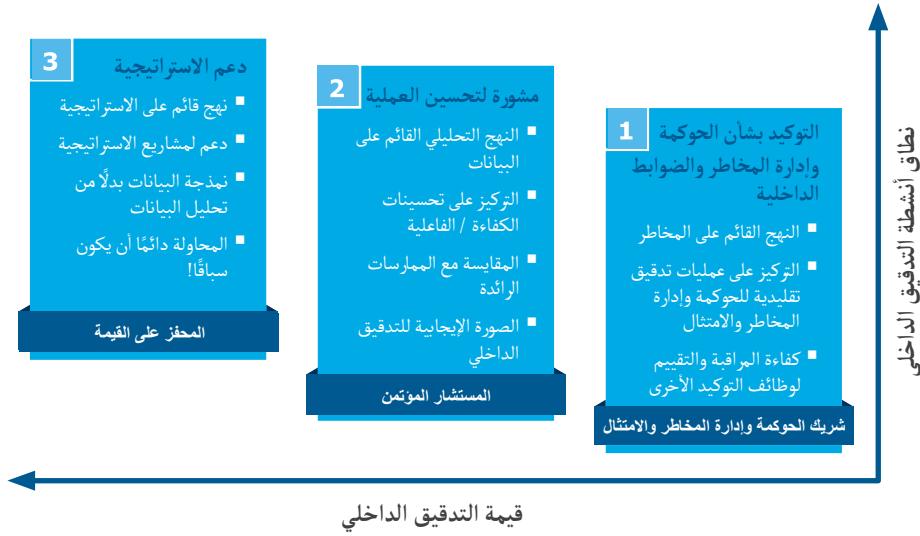 1
التوكيد بشأن الحوكمة
وإدارة المخاطر والضوابط
الداخلية
▪ النهج القائم على المخاطر
▪ التركيز على عمليات تدقيق
تقليدية للحوكمة وإدارة
المخاطر والامتثال
▪ كفاءة المراقبة والتقييم
لوظائف التوكيد الأخرى
شريك الحوكمة وإدارة المخاطر والامتثال
2
مشورة لتحسين العملية
▪ النهج التحليلي القائم على
البيانات
▪ التركيز على تحسينات
الكفاءة / الفاعلية
▪ المقايسة مع الممارسات
الرائدة
▪ الصورة الإيجابية للتدقيق
الداخلي
المستشار المؤتمن
3
دعم الاستراتيجية
▪ نهج قائم على الاستراتيجية
▪ دعم لمشاريع الاستراتيجية
▪ نمذجة البيانات بدلًا من
تحليل البيانات
▪ المحاولة دائمًا أن يكون
سباقًا!
المحفز على القيمة
نطاق أنشطة التدقيق الداخلي
قيمة التدقيق الداخلي